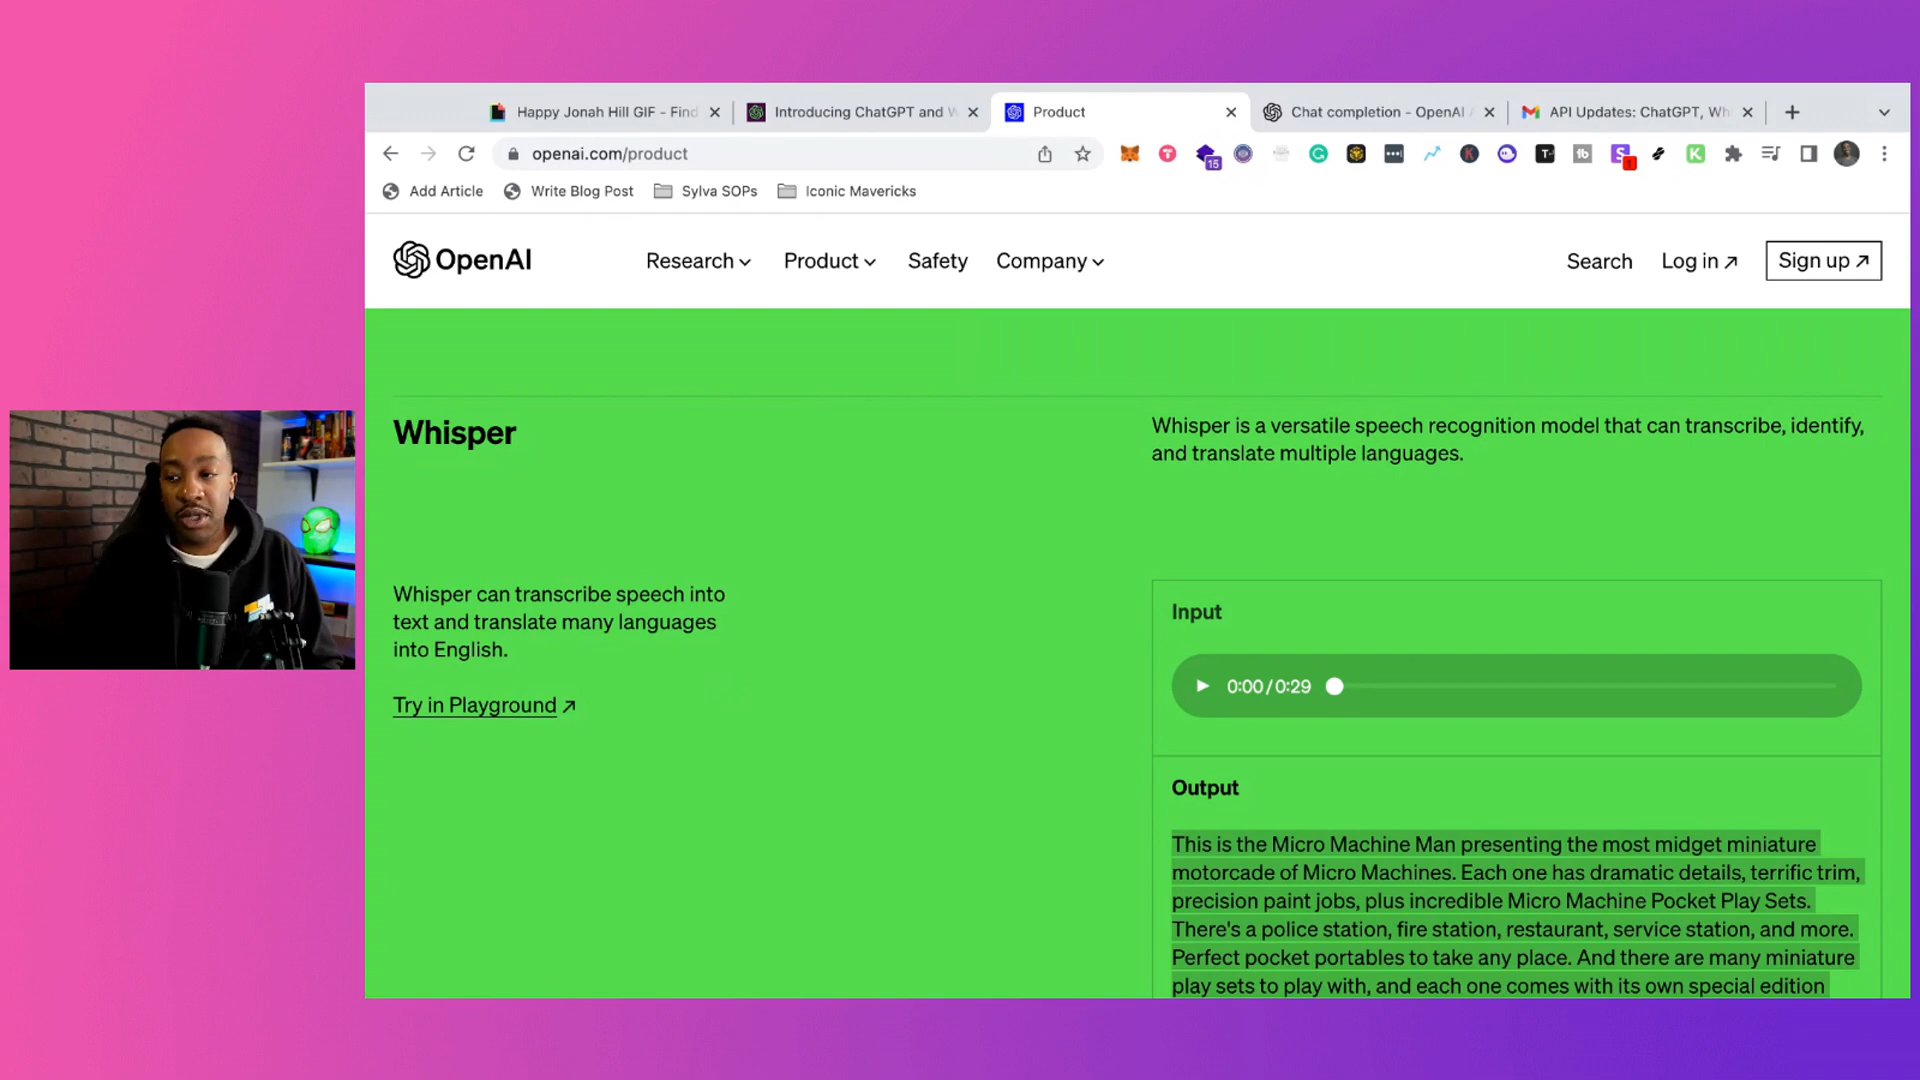 Happy Jonah Hill GIF - Find
Introducing ChatGPT and W
Product
Chat completion - OpenAI A
API Updates: ChatGPT, Whi
openai.com/product
15
1
Add Article
Write Blog Post
Sylva SOPs
Iconic Mavericks
OpenAI
Research
Product
Safety
Company
Search
Log in ↗
Sign up ↗
Whisper
Whisper is a versatile speech recognition model that can transcribe, identify,
and translate multiple languages.
Whisper can transcribe speech into
text and translate many languages
into English.
Try in Playground ↗
Input
0:00 / 0:29
Output
This is the Micro Machine Man presenting the most midget miniature
motorcade of Micro Machines. Each one has dramatic details, terrific trim,
precision paint jobs, plus incredible Micro Machine Pocket Play Sets.
There's a police station, fire station, restaurant, service station, and more.
Perfect pocket portables to take any place. And there are many miniature
play sets to play with, and each one comes with its own special edition